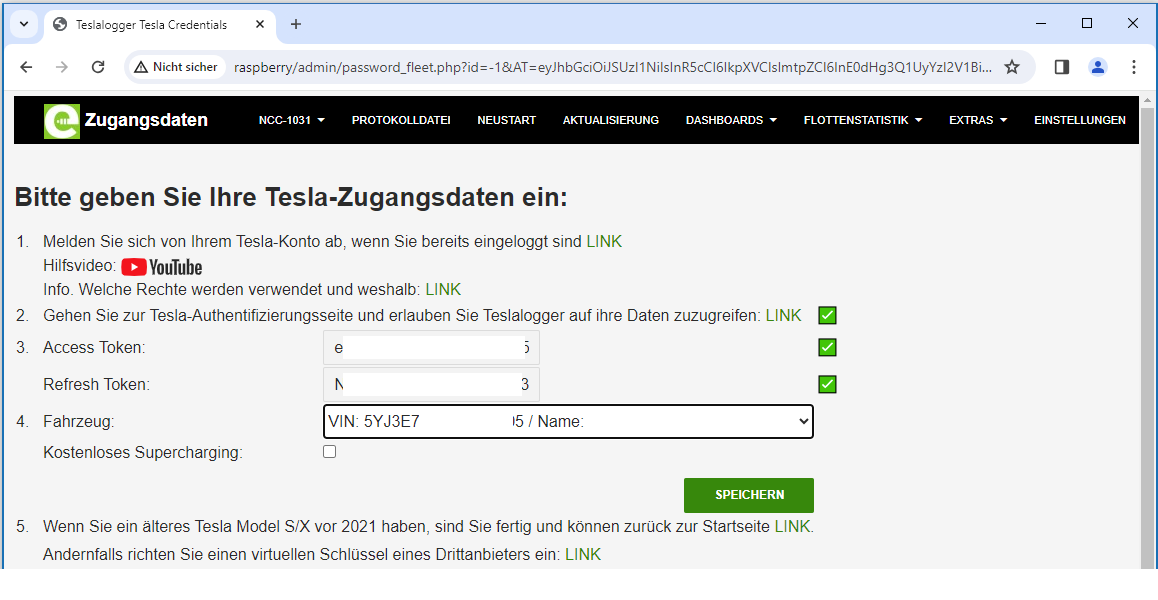 Teslalogger Tesla Credentials
Nicht sicher raspberry/admin/password_fleet.php?id=-1&AT=eyJhbGciOiJSUzI1NiIsInR5cCI6IkpXVCIsImtpZCI6InE0dHg3Q1UyYzI2V1Bi...
Zugangsdaten NCC-1031 PROTOKOLLDATEI NEUSTART AKTUALISIERUNG DASHBOARDS FLOTTENSTATISTIK EXTRAS EINSTELLUNGEN
Bitte geben Sie Ihre Tesla-Zugangsdaten ein:
1. Melden Sie sich von Ihrem Tesla-Konto ab, wenn Sie bereits eingeloggt sind LINK
Hilfsvideo: YouTube
Info. Welche Rechte werden verwendet und weshalb: LINK
2. Gehen Sie zur Tesla-Authentifizierungsseite und erlauben Sie Teslalogger auf ihre Daten zuzugreifen: LINK
3. Access Token: e 5
Refresh Token: N 3
4. Fahrzeug: VIN: 5YJ3E7 05 / Name:
Kostenloses Supercharging:
SPEICHERN
5. Wenn Sie ein älteres Tesla Model S/X vor 2021 haben, sind Sie fertig und können zurück zur Startseite LINK.
Andernfalls richten Sie einen virtuellen Schlüssel eines Drittanbieters ein: LINK